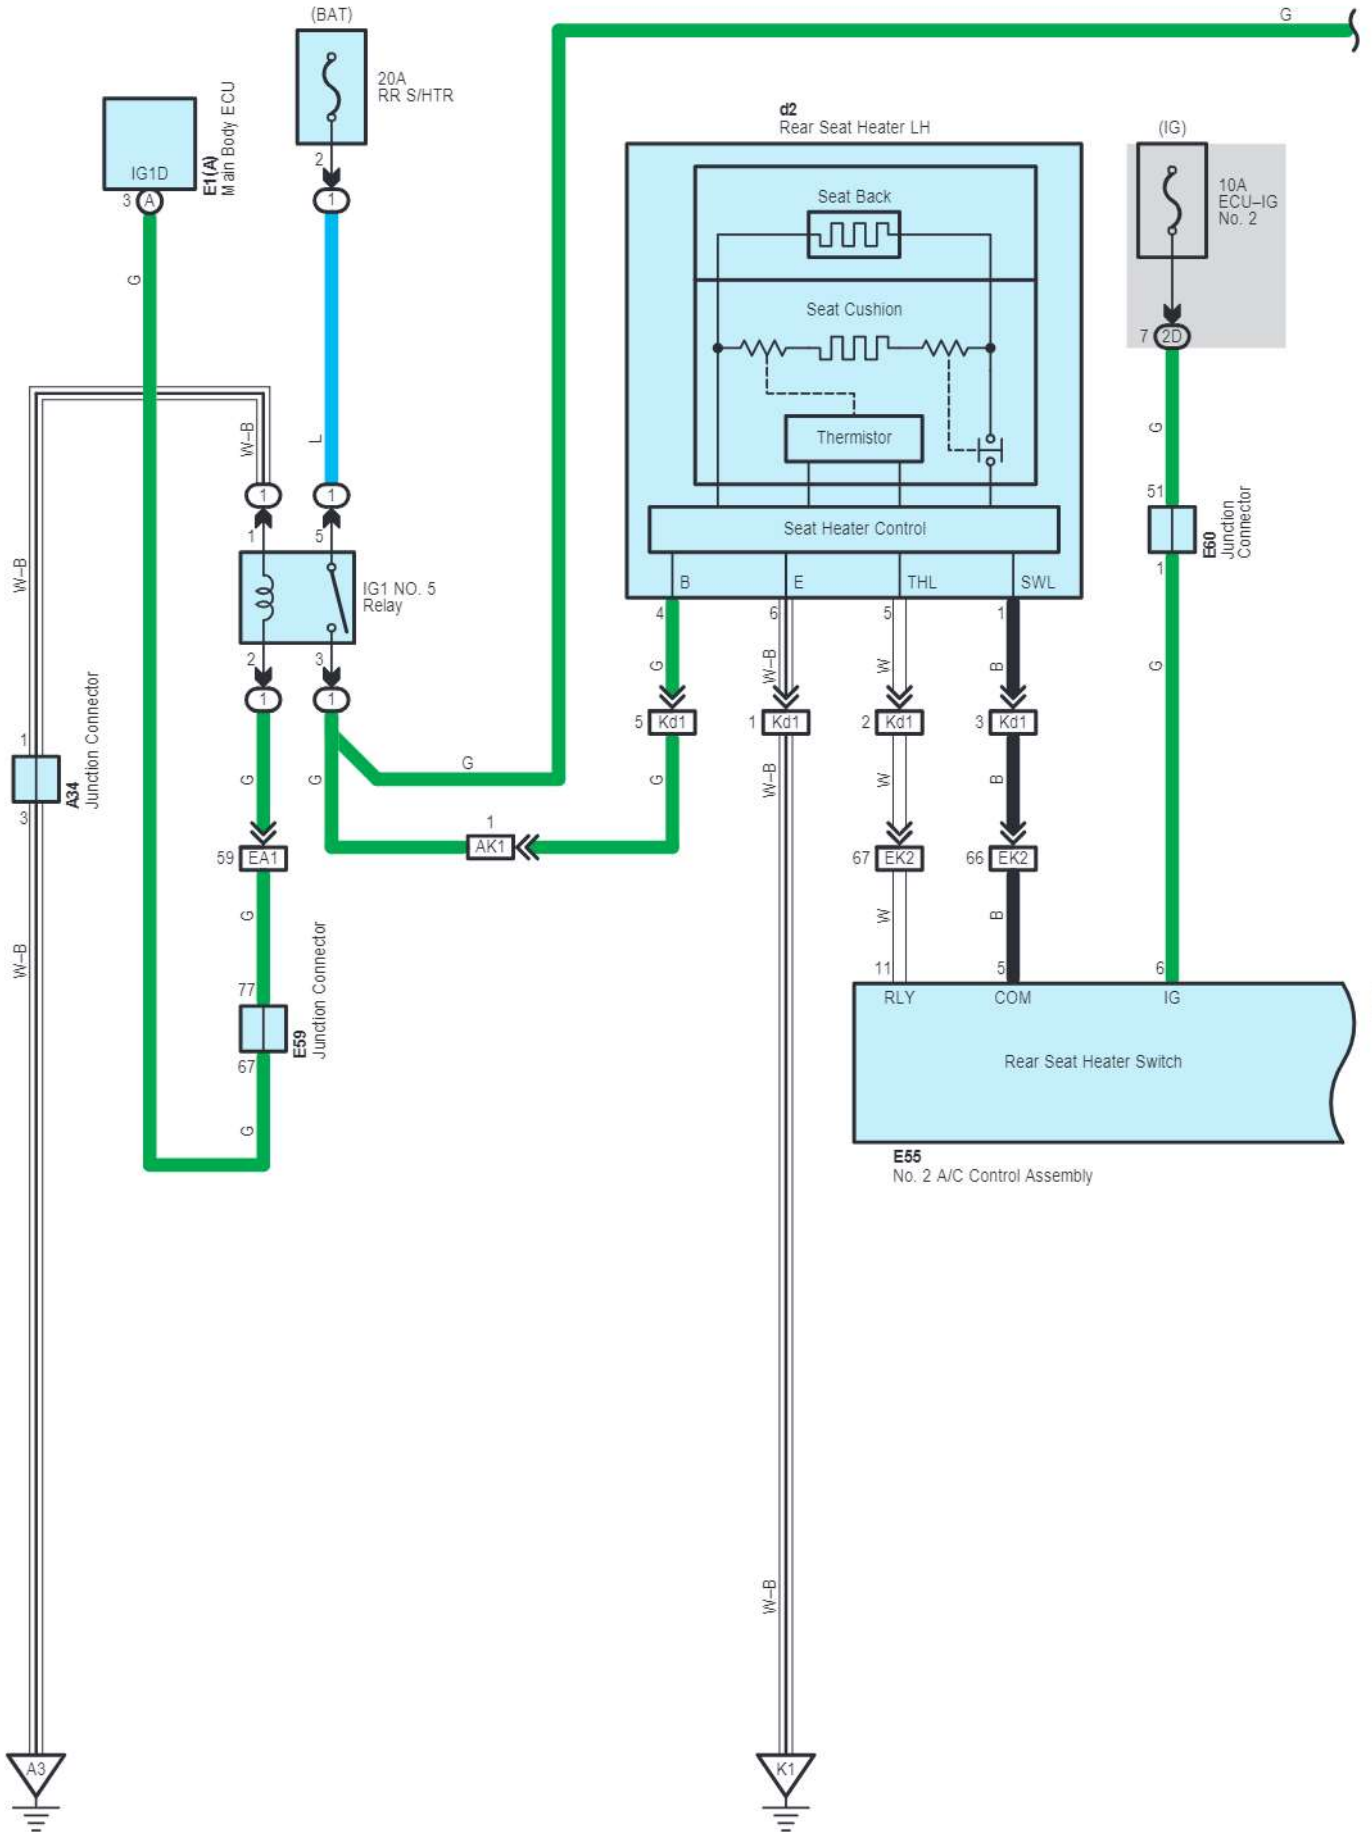 (BAT)
G
20A
RR S/HTR
E1(A)
Main Body ECU
IG1D
3
A
2
1
d2
Rear Seat Heater LH
(IG)
Seat Back
10A
ECU–IG
No. 2
G
L
Seat Cushion
7
2D
W–B
Thermistor
G
1
1
1
5
51
E60
Junction
Connector
1
Seat Heater Control
W–B
IG1 NO. 5
Relay
B
E
THL
SWL
4
6
5
1
2
3
1
1
G
W–B
W
B
G
5
Kd1
1
Kd1
2
Kd1
3
Kd1
1
A34
Junction Connector
3
G
G
G
G
W–B
W
B
1
AK1
59
EA1
67
EK2
66
EK2
G
W
B
W–B
77
E59
Junction Connector
67
11
5
6
RLY
COM
IG
Rear Seat Heater Switch
G
E55
No. 2 A/C Control Assembly
W–B
A3
K1